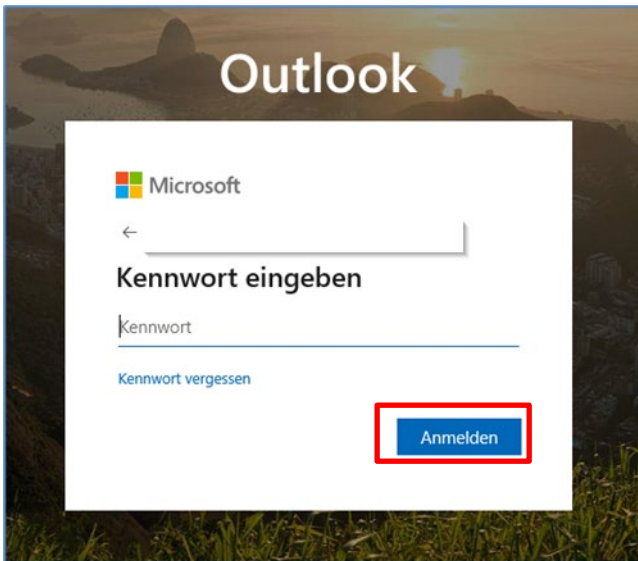 Outlook
Microsoft
←
Kennwort eingeben
Kennwort
Kennwort vergessen
Anmelden